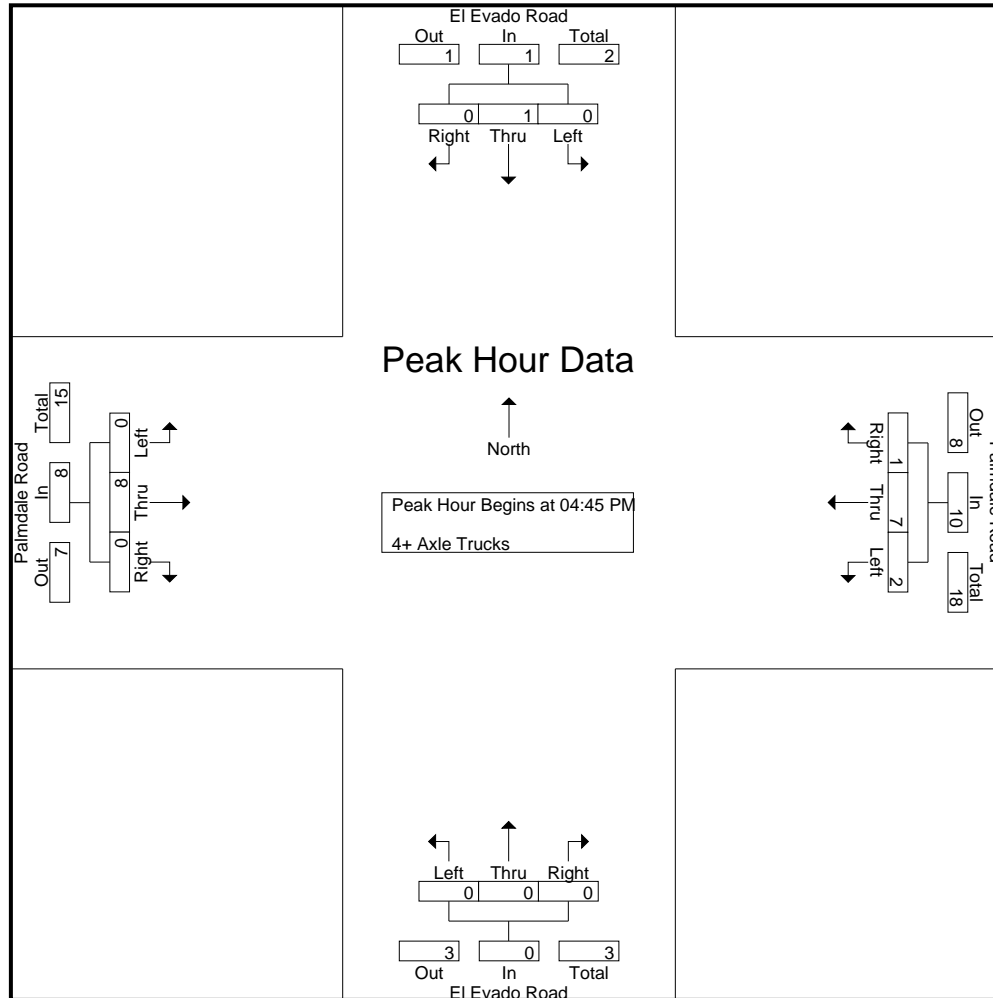 El Evado Road
Out In Total
1 1 2
0 1 0
Right Thru Left
Peak Hour Data
North
Peak Hour Begins at 04:45 PM
4+ Axle Trucks
Palmdale Road
Total In Out
15 8 7
0 8 0
Left Thru Right
Right Thru Left
1 7 2
8 10 18
Out In Total
Left Thru Right
0 0 0
3 0 3
Out In Total
El Evado Road